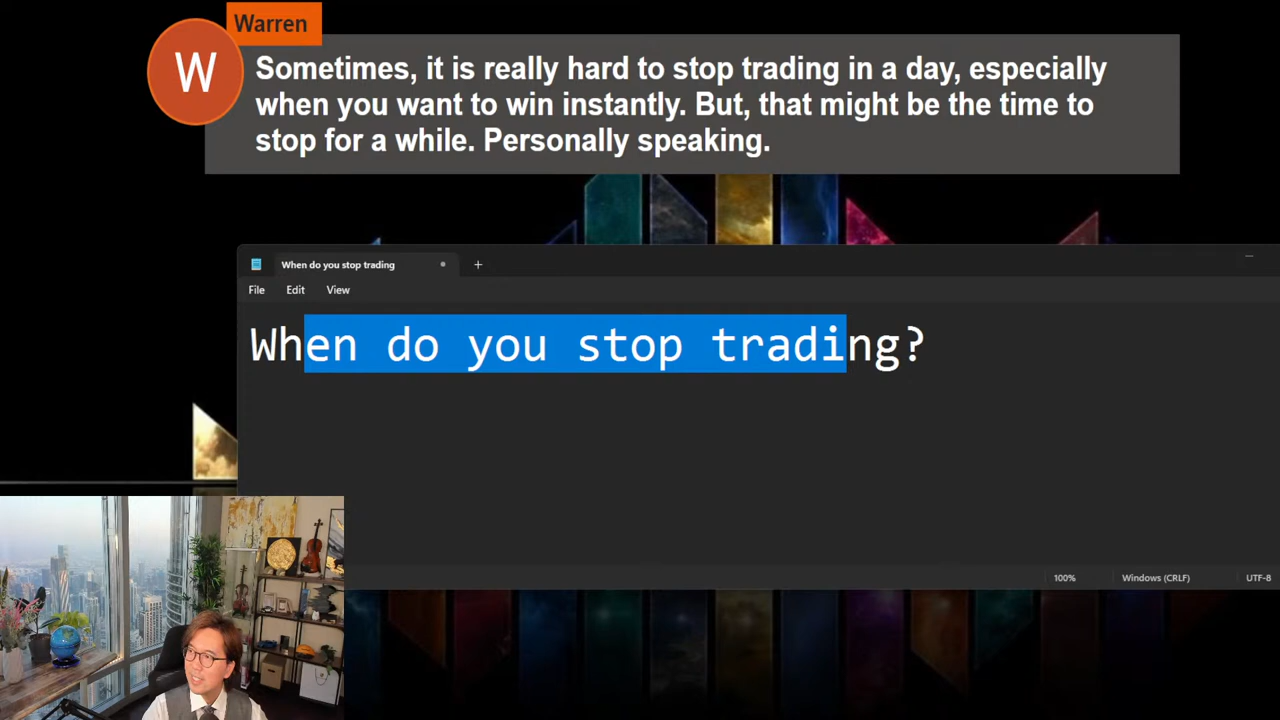 Warren
W
Sometimes, it is really hard to stop trading in a day, especially
when you want to win instantly. But, that might be the time to
stop for a while. Personally speaking.
When do you stop trading
File Edit View
When do you stop trading?
100% Windows (CRLF) UTF-8